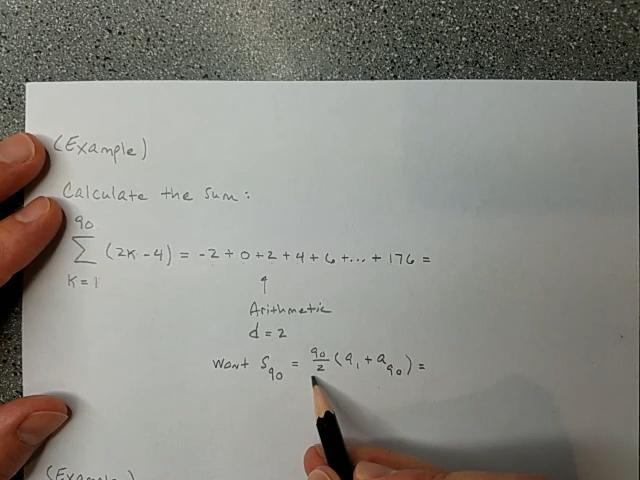 (Example)
Calculate the sum:
90
∑ (2K-4) = -2+0+2+4+6+...+176 =
K=1
↑
Arithmetic
d=2
Want S₉₀ = 90/2 (a₁+a₉₀) =
(Example)